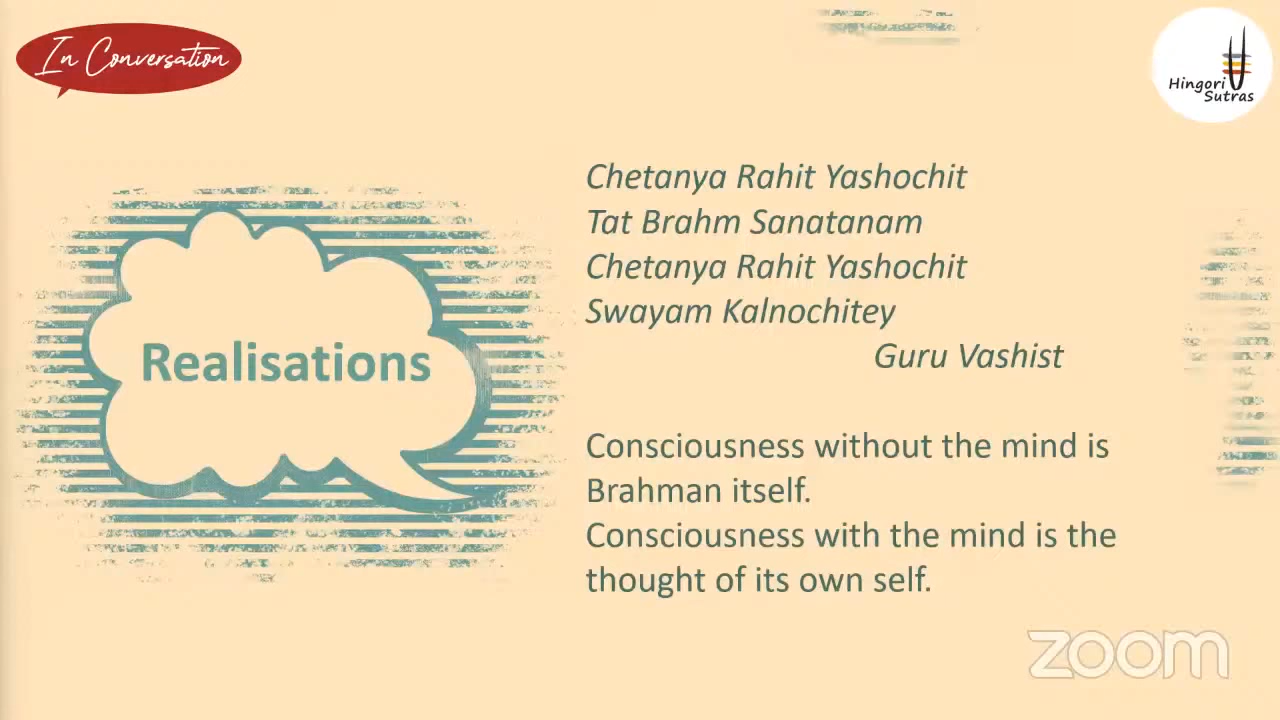 In Conversation
Hingori
Sutras
Realisations
Chetanya Rahit Yashochit
Tat Brahm Sanatanam
Chetanya Rahit Yashochit
Swayam Kalnochitey
Guru Vashist
Consciousness without the mind is
Brahman itself.
Consciousness with the mind is the
thought of its own self.
zoom